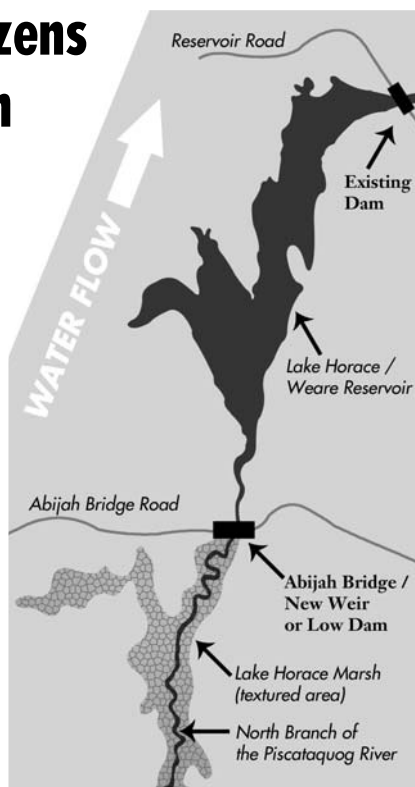 zens
n
Reservoir Road
Existing
Dam
WATER FLOW
Lake Horace /
Weare Reservoir
Abijah Bridge Road
Abijah Bridge /
New Weir
or Low Dam
Lake Horace Marsh
(textured area)
North Branch of
the Piscataquog River